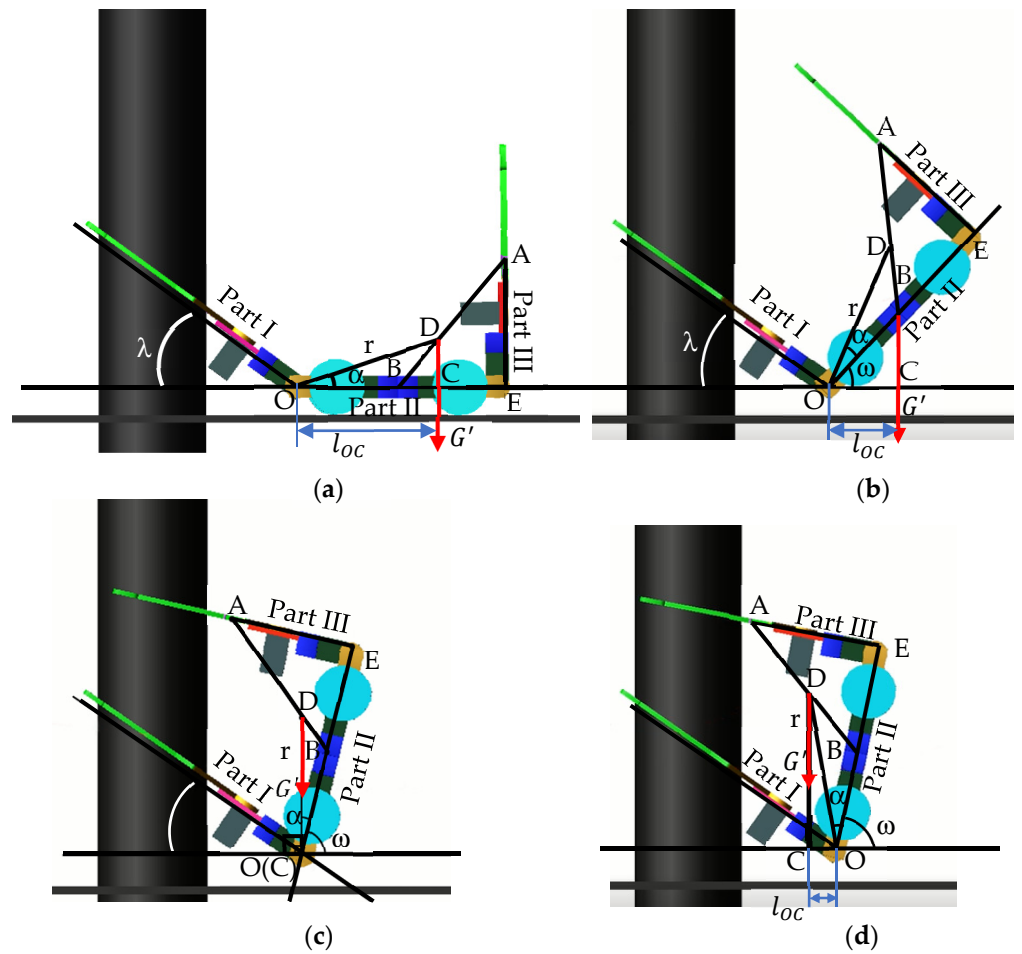 A
Part III
D
r
B
α
C
O
Part II
E
Part I
λ
G′
l_OC
(a)
A
Part III
D
E
r
B
Part II
α
ω
C
O
Part I
λ
G′
l_OC
(b)
A
Part III
E
D
r
B
Part II
G′
Part I
α
ω
O(C)
(c)
A
Part III
E
D
r
G′
B
Part II
Part I
α
ω
C
O
l_OC
(d)